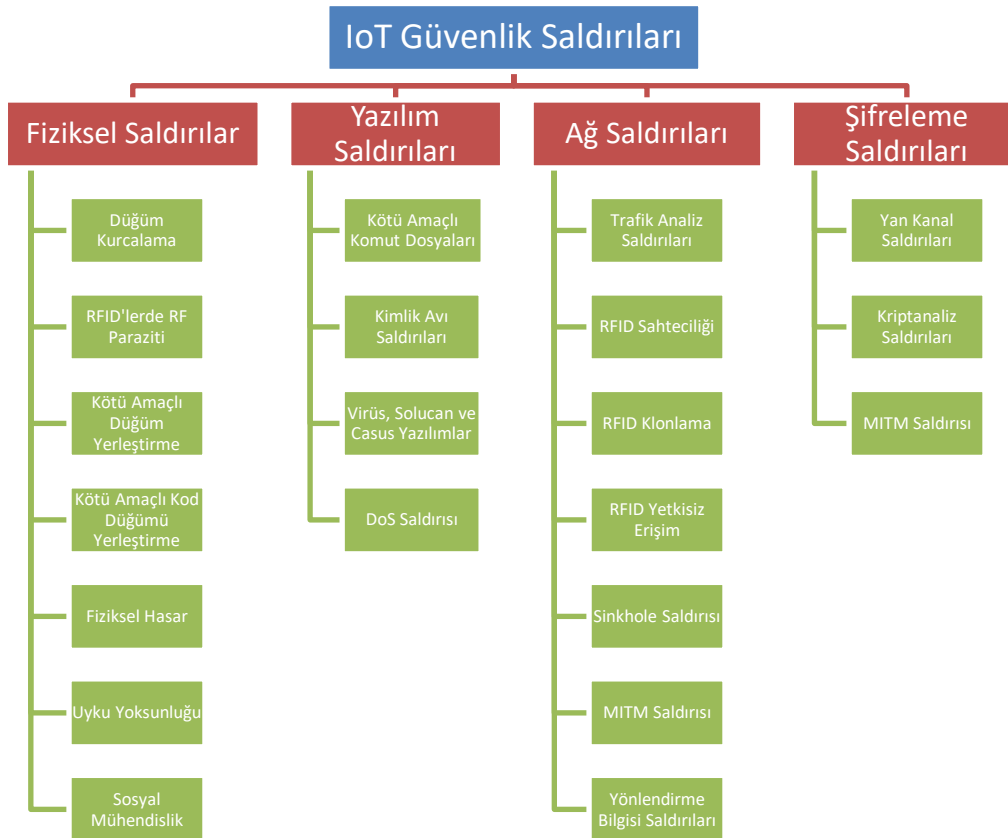 IoT Güvenlik Saldırıları
Fiziksel Saldırılar
Düğüm
Kurcalama
RFID'lerde RF
Paraziti
Kötü Amaçlı
Düğüm
Yerleştirme
Kötü Amaçlı Kod
Düğümü
Yerleştirme
Fiziksel Hasar
Uyku Yoksunluğu
Sosyal
Mühendislik
Yazılım
Saldırıları
Kötü Amaçlı
Komut Dosyaları
Kimlik Avı
Saldırıları
Virüs, Solucan ve
Casus Yazılımlar
DoS Saldırısı
Ağ Saldırıları
Trafik Analiz
Saldırıları
RFID Sahteciliği
RFID Klonlama
RFID Yetkisiz
Erişim
Sinkhole Saldırısı
MITM Saldırısı
Yönlendirme
Bilgisi Saldırıları
Şifreleme
Saldırıları
Yan Kanal
Saldırıları
Kriptanaliz
Saldırıları
MITM Saldırısı